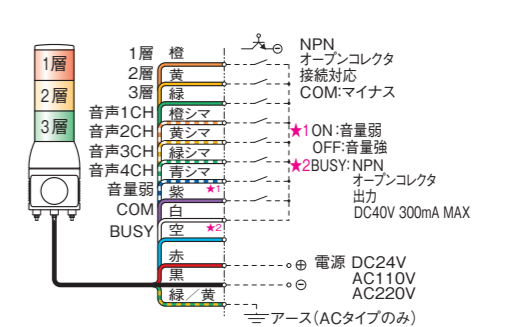 1層
2層
3層
1層 橙
2層 黄
3層 緑
音声1CH 橙シマ
音声2CH 黄シマ
音声3CH 緑シマ
音声4CH 青シマ
音量弱 紫 ★1
COM 白
BUSY 空 ★2
赤
黒
緑/黄
⊖ NPN
オープンコレクタ
接続対応
COM:マイナス
★1ON:音量弱
OFF:音量強
★2BUSY:NPN
オープンコレクタ
出力
DC40V 300mA MAX
⊕ 電源 DC24V
⊖ AC110V
AC220V
アース(ACタイプのみ)